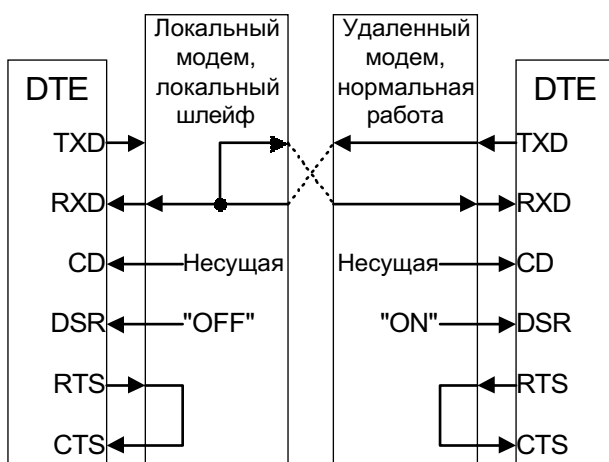 Локальный
модем,
локальный
шлейф
Удаленный
модем,
нормальная
работа
DTE
DTE
TXD
TXD
RXD
RXD
CD
Несущая
Несущая
CD
DSR
"OFF"
"ON"
DSR
RTS
RTS
CTS
CTS